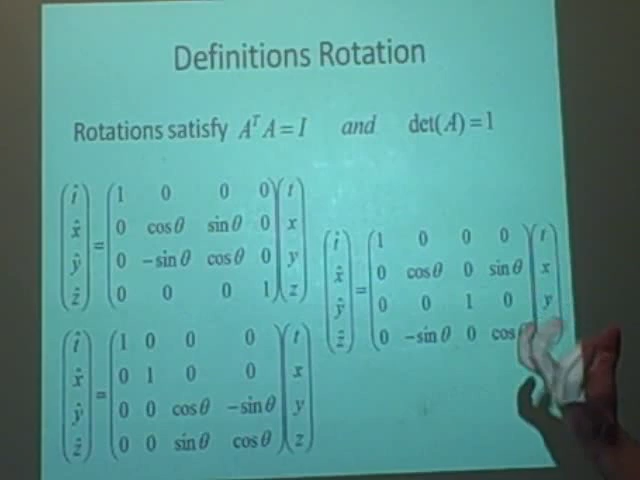 Definitions Rotation
Rotations satisfy AᵀA = I and det(A) = 1
( t̂ ) ( 1 0 0 0 ) ( t )
( x̂ ) ( 0 cosθ sinθ 0 ) ( x )
( ŷ ) = ( 0 −sinθ cosθ 0 ) ( y )
( ẑ ) ( 0 0 0 1 ) ( z )
( t̂ ) ( 1 0 0 0 ) ( t )
( x̂ ) ( 0 cosθ 0 sinθ ) ( x )
( ŷ ) = ( 0 0 1 0 ) ( y )
( ẑ ) ( 0 −sinθ 0 cos
( t̂ ) ( 1 0 0 0 ) ( t )
( x̂ ) ( 0 1 0 0 ) ( x )
( ŷ ) = ( 0 0 cosθ −sinθ ) ( y )
( ẑ ) ( 0 0 sinθ cosθ ) ( z )